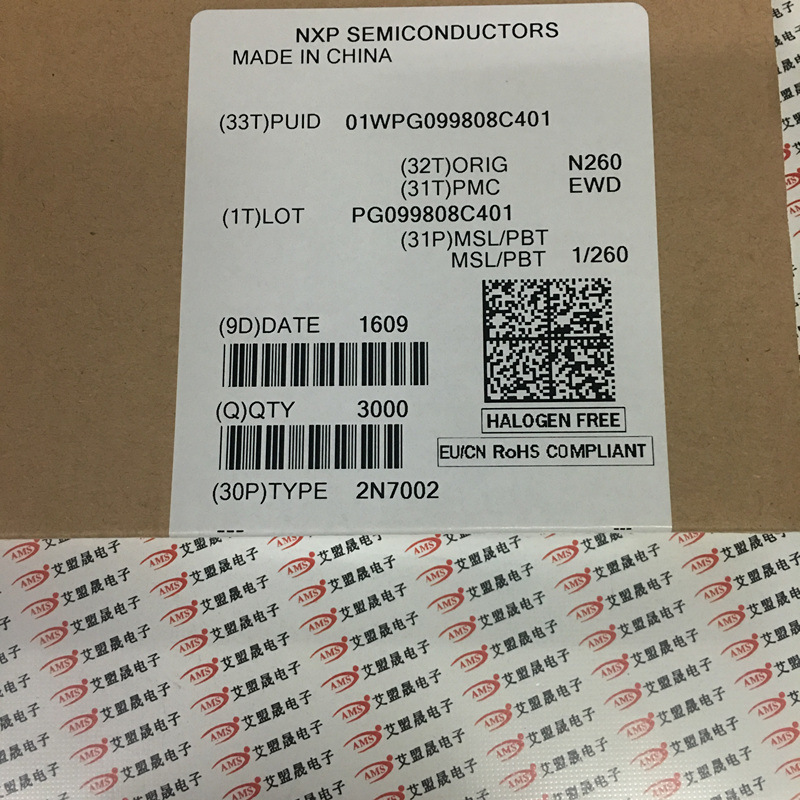 NXP SEMICONDUCTORS
MADE IN CHINA
(33T)PUID 01WPG099808C401
(32T)ORIG N260
(31T)PMC EWD
(1T)LOT PG099808C401
(31P)MSL/PBT
MSL/PBT 1/260
(9D)DATE 1609
(Q)QTY 3000
HALOGEN FREE
EU/CN RoHS COMPLIANT
(30P)TYPE 2N7002
AMS 艾盟晟电子